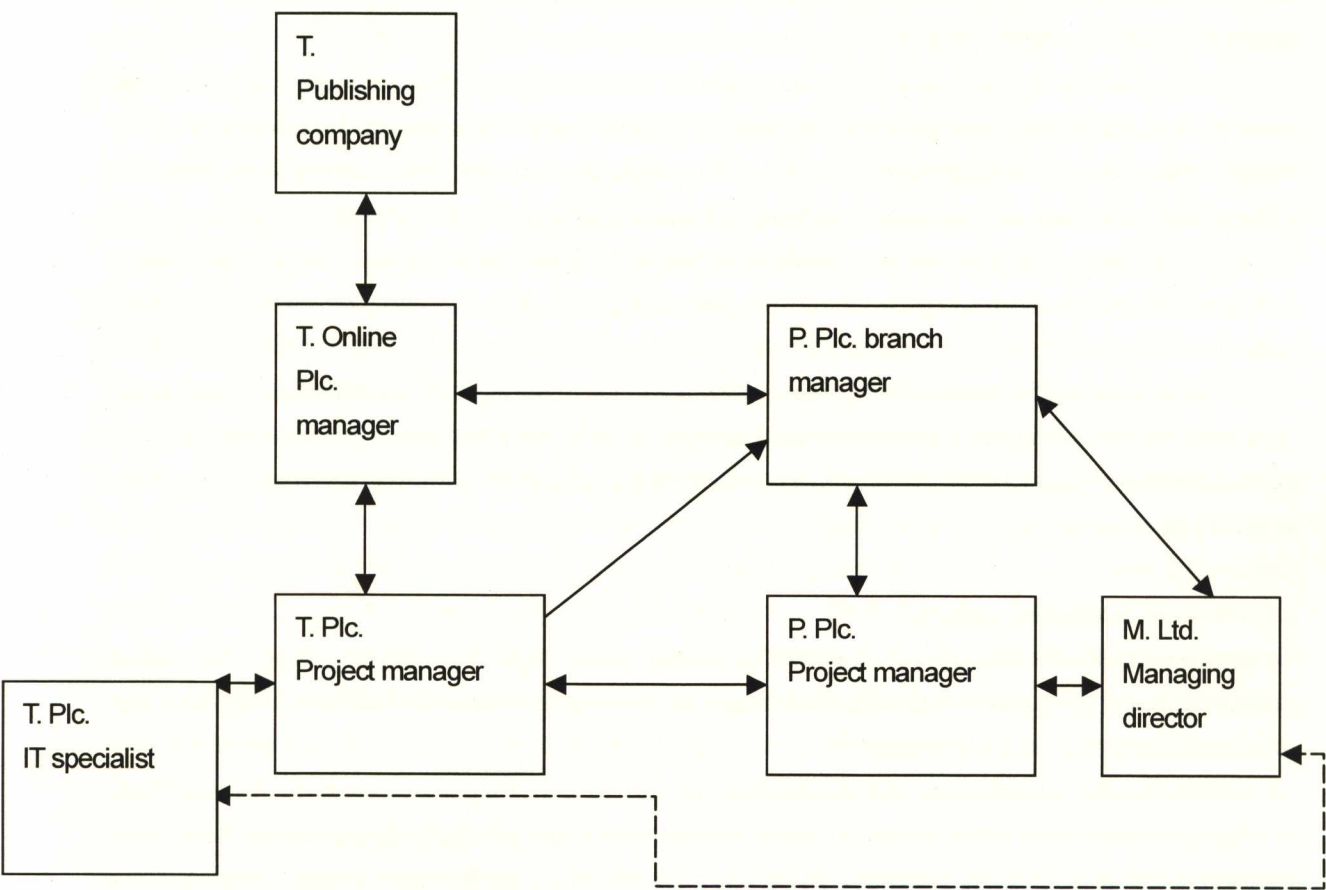 T.
Publishing
company
T. Online
Plc.
manager
P. Plc. branch
manager
T. Plc.
Project manager
P. Plc.
Project manager
M. Ltd.
Managing
director
T. Plc.
IT specialist